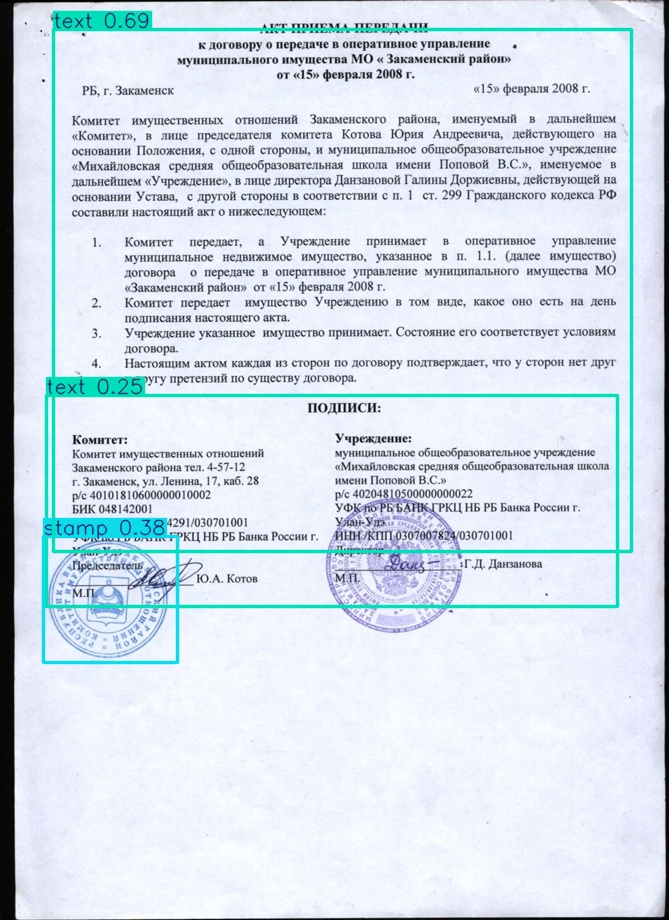 text 0.69
АКТ ПРИЕМА ПЕРЕДАЧИ
к договору о передаче в оперативное управление
муниципального имущества МО « Закаменский район»
от «15» февраля 2008 г.
РБ, г. Закаменск «15» февраля 2008 г.
Комитет имущественных отношений Закаменского района, именуемый в дальнейшем
«Комитет», в лице председателя комитета Котова Юрия Андреевича, действующего на
основании Положения, с одной стороны, и муниципальное общеобразовательное учреждение
«Михайловская средняя общеобразовательная школа имени Поповой В.С.», именуемое в
дальнейшем «Учреждение», в лице директора Данзановой Галины Доржиевны, действующей на
основании Устава, с другой стороны в соответствии с п. 1 ст. 299 Гражданского кодекса РФ
составили настоящий акт о нижеследующем:
1. Комитет передает, а Учреждение принимает в оперативное управление
муниципальное недвижимое имущество, указанное в п. 1.1. (далее имущество)
договора о передаче в оперативное управление муниципального имущества МО
«Закаменский район» от «15» февраля 2008 г.
2. Комитет передает имущество Учреждению в том виде, какое оно есть на день
подписания настоящего акта.
3. Учреждение указанное имущество принимает. Состояние его соответствует условиям
договора.
4. Настоящим актом каждая из сторон по договору подтверждает, что у сторон нет друг
другу претензий по существу договора.
text 0.25
ПОДПИСИ:
Комитет:
Комитет имущественных отношений
Закаменского района тел. 4-57-12
г. Закаменск, ул. Ленина, 17, каб. 28
р/с 40101810600000010002
БИК 048142001
4291/030701001
УФК по РБ БАНК ГРКЦ НБ РБ Банка России г.
Улан-Удэ
Председатель Ю.А. Котов
М.П.
Учреждение:
муниципальное общеобразовательное учреждение
«Михайловская средняя общеобразовательная школа
имени Поповой В.С.»
р/с 40204810500000000022
УФК по РБ БАНК ГРКЦ НБ РБ Банка России г.
Улан-Удэ
ИНН /КПП 0307007824/030701001
Директор Г.Д. Данзанова
М.П.
stamp 0.38